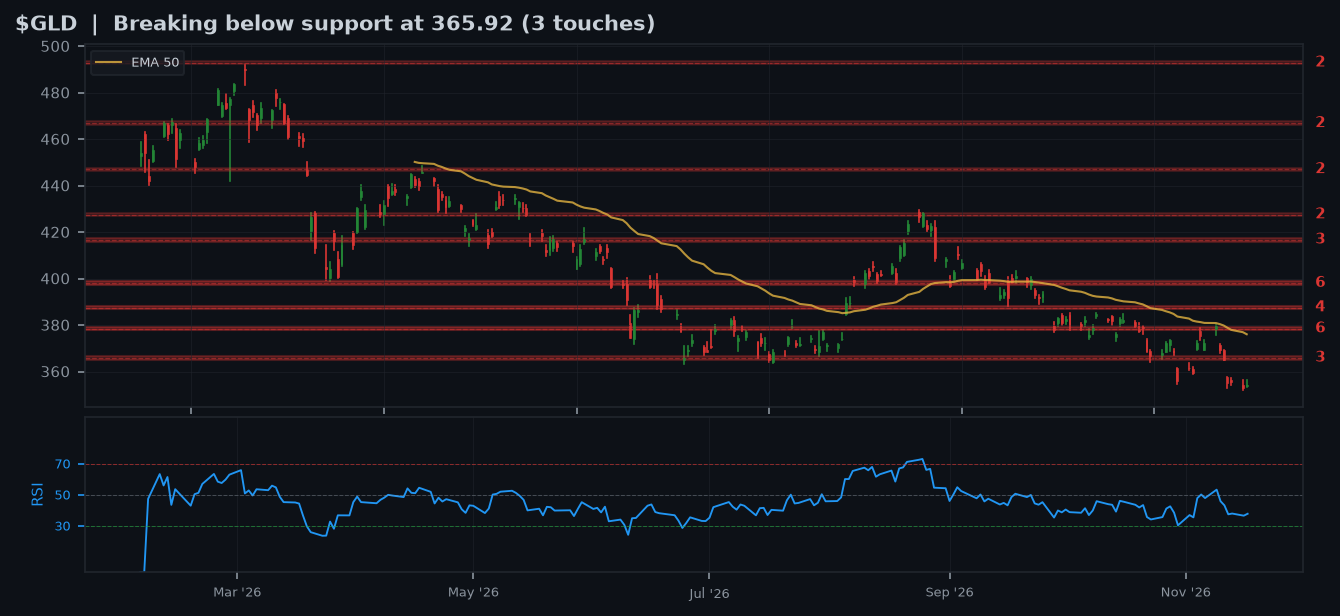 $GLD | Breaking below support at 365.92 (3 touches)
500
EMA 50
2
480
2
460
2
440
2
420
3
400
6
4
380
6
3
360
70
RSI
50
30
Mar '26
May '26
Jul '26
Sep '26
Nov '26